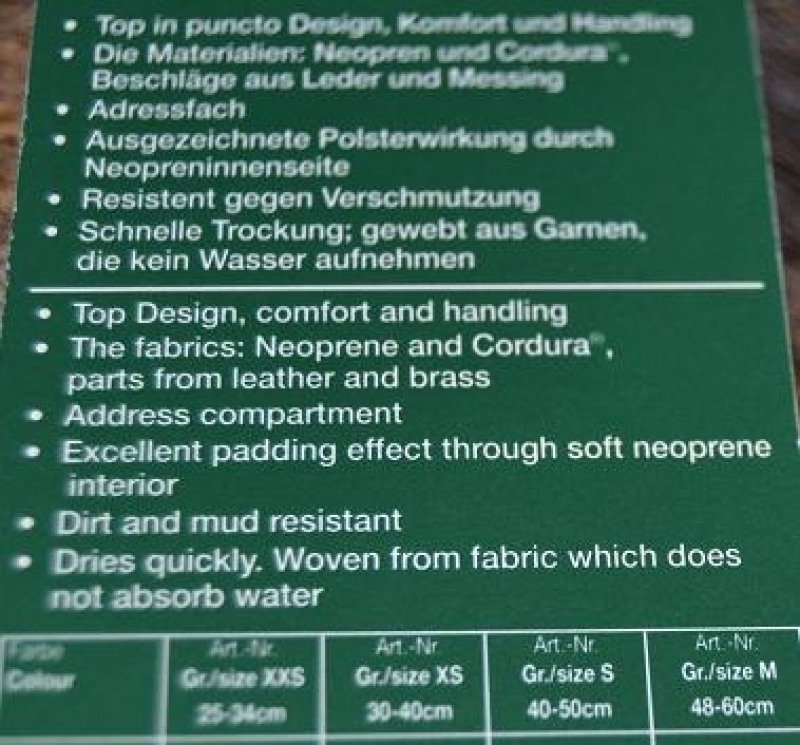 • Top in puncto Design, Komfort und Handling
• Die Materialien: Neopren und Cordura®,
Beschläge aus Leder und Messing
• Adressfach
• Ausgezeichnete Polsterwirkung durch
Neopreninnenseite
• Resistent gegen Verschmutzung
• Schnelle Trockung; gewebt aus Garnen,
die kein Wasser aufnehmen
• Top Design, comfort and handling
• The fabrics: Neoprene and Cordura®,
parts from leather and brass
• Address compartment
• Excellent padding effect through soft neoprene
interior
• Dirt and mud resistant
• Dries quickly. Woven from fabric which does
not absorb water
Farbe Art.-Nr. Art.-Nr Art.-Nr. Art.-Nr.
Colour Gr./size XXS Gr./size XS Gr./size S Gr./size M
25-34cm 30-40cm 40-50cm 48-60cm